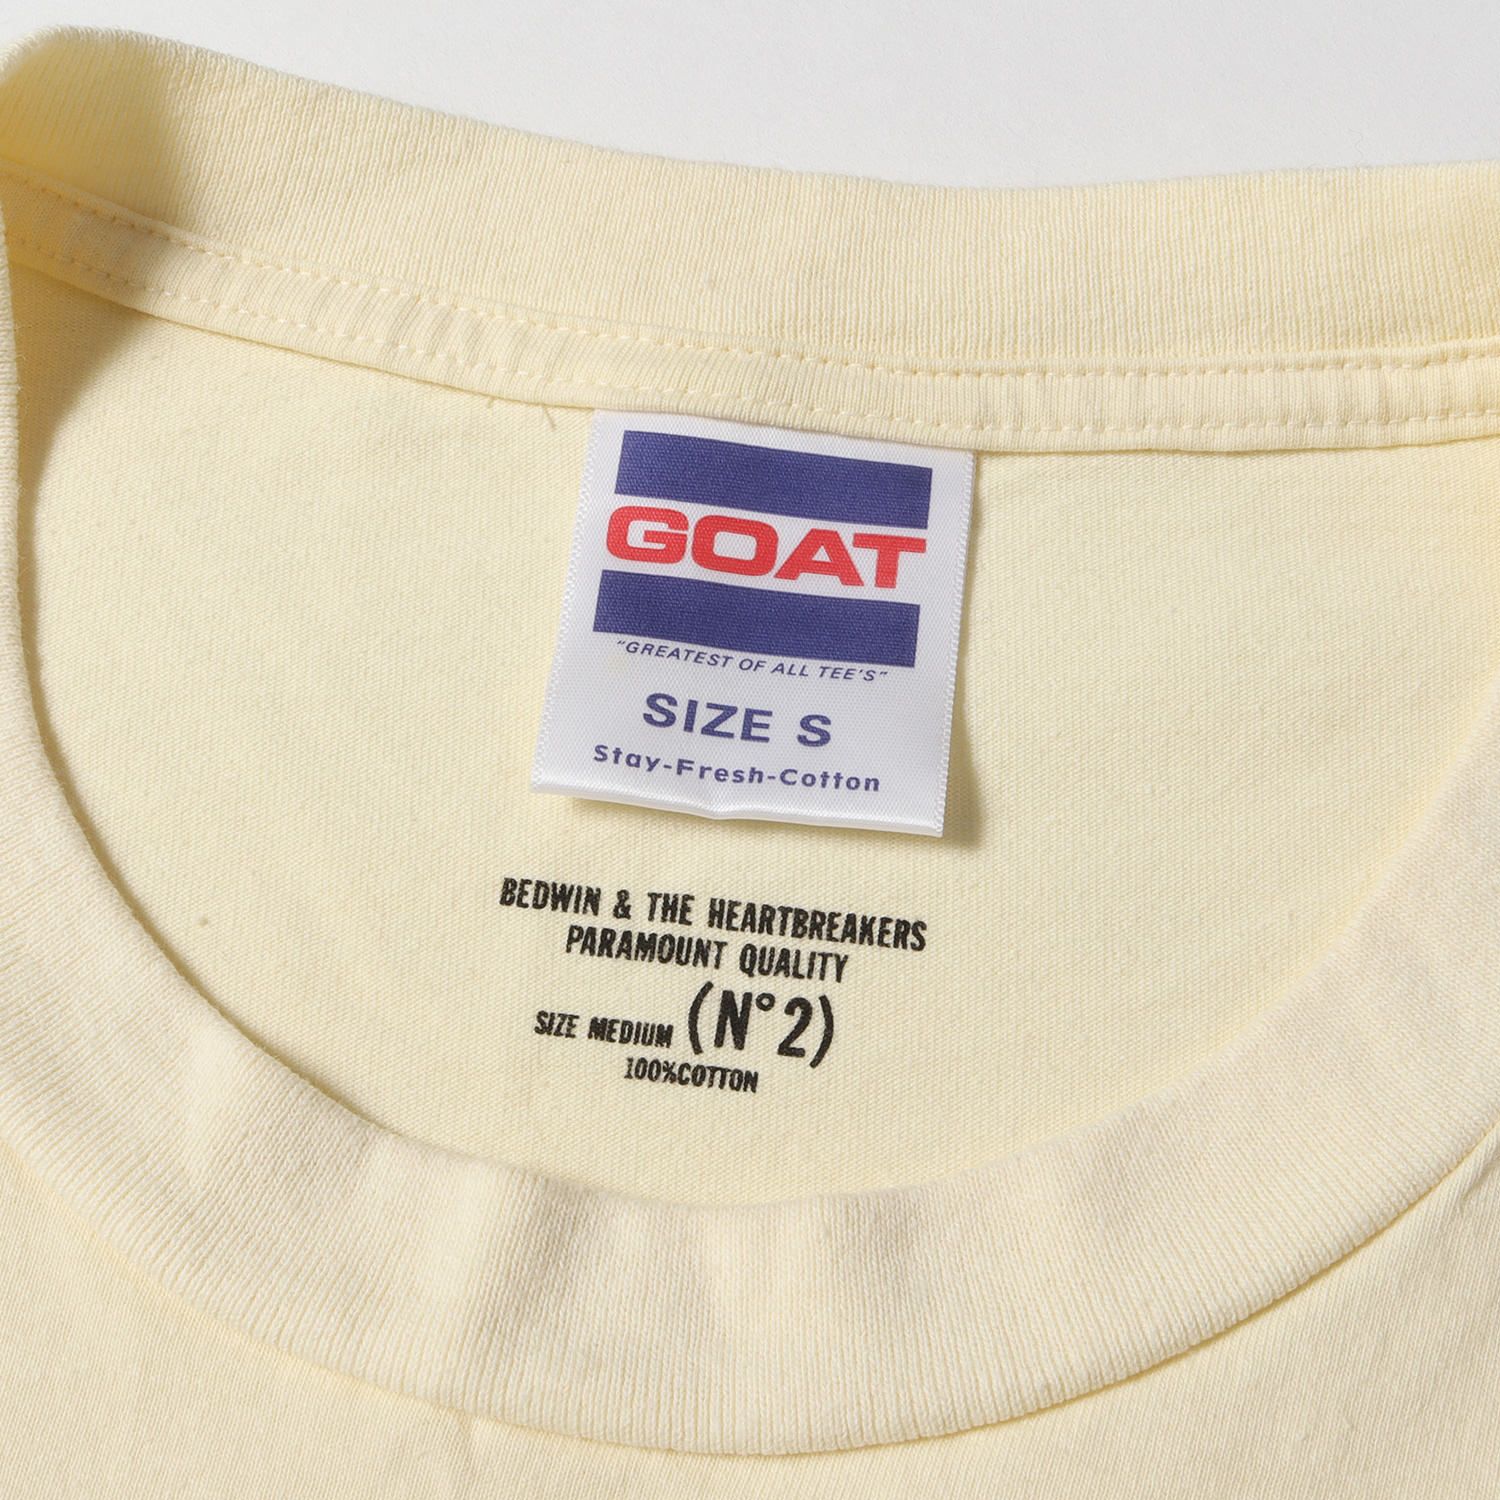 GOAT
"GREATEST OF ALL TEE'S"
SIZE S
Stay-Fresh-Cotton
BEDWIN & THE HEARTBREAKERS
PARAMOUNT QUALITY
SIZE MEDIUM (N°2)
100%COTTON